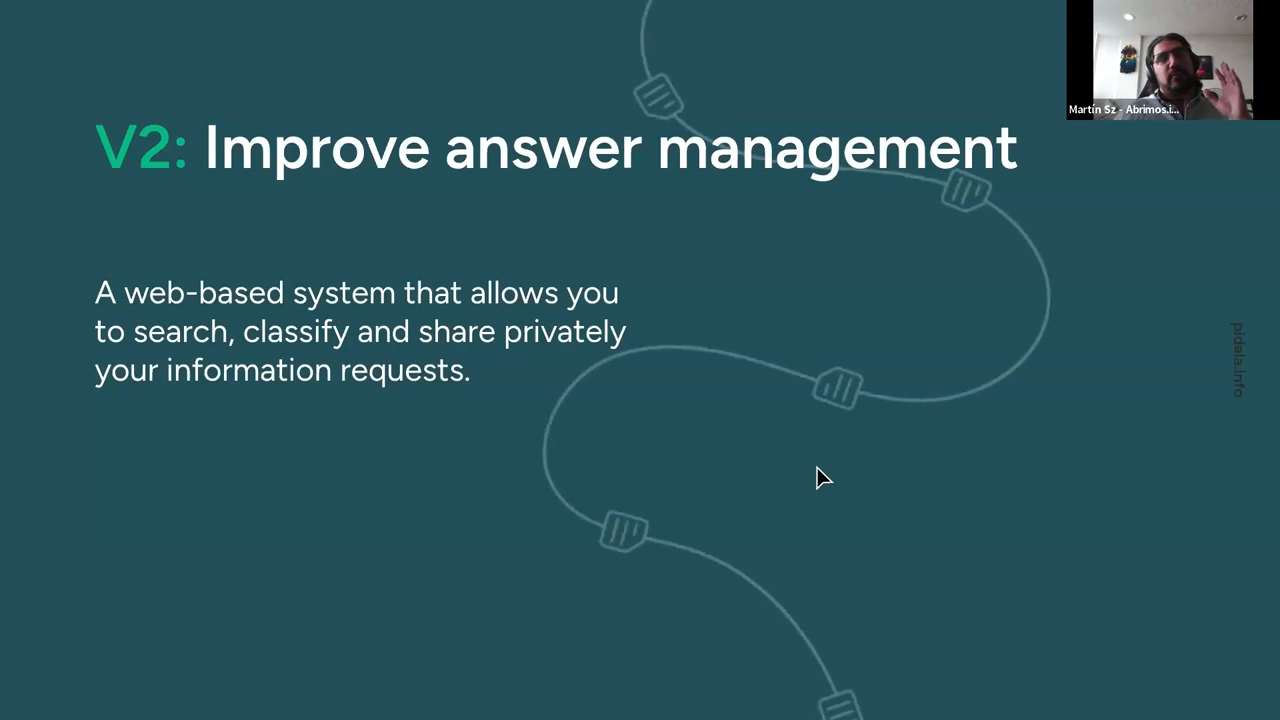 Martín Sz - Abrimos.i...
V2: Improve answer management
A web-based system that allows you
to search, classify and share privately
your information requests.
pidala.info